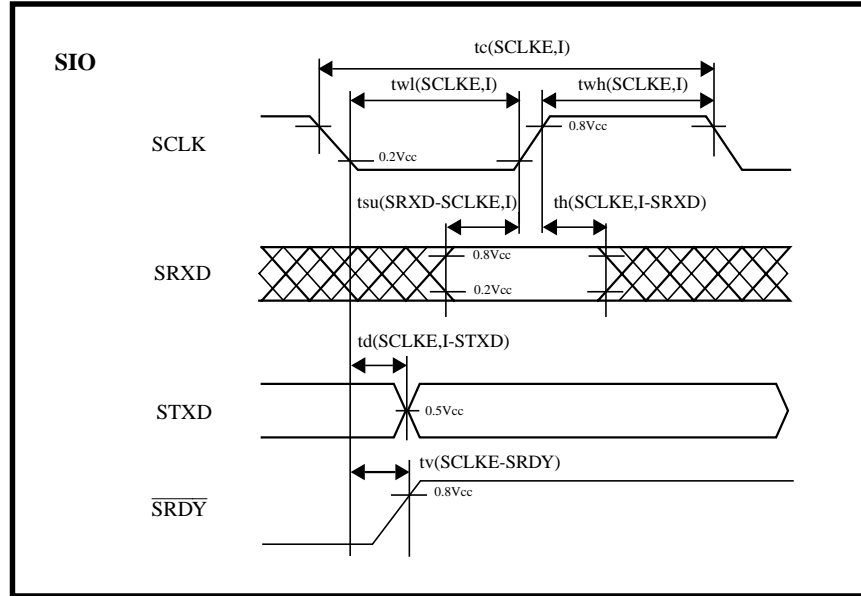 SIO
tc(SCLKE,I)
twl(SCLKE,I)
twh(SCLKE,I)
SCLK
0.8Vcc
0.2Vcc
tsu(SRXD-SCLKE,I)
th(SCLKE,I-SRXD)
SRXD
0.8Vcc
0.2Vcc
td(SCLKE,I-STXD)
STXD
0.5Vcc
tv(SCLKE-SRDY)
SRDY
0.8Vcc